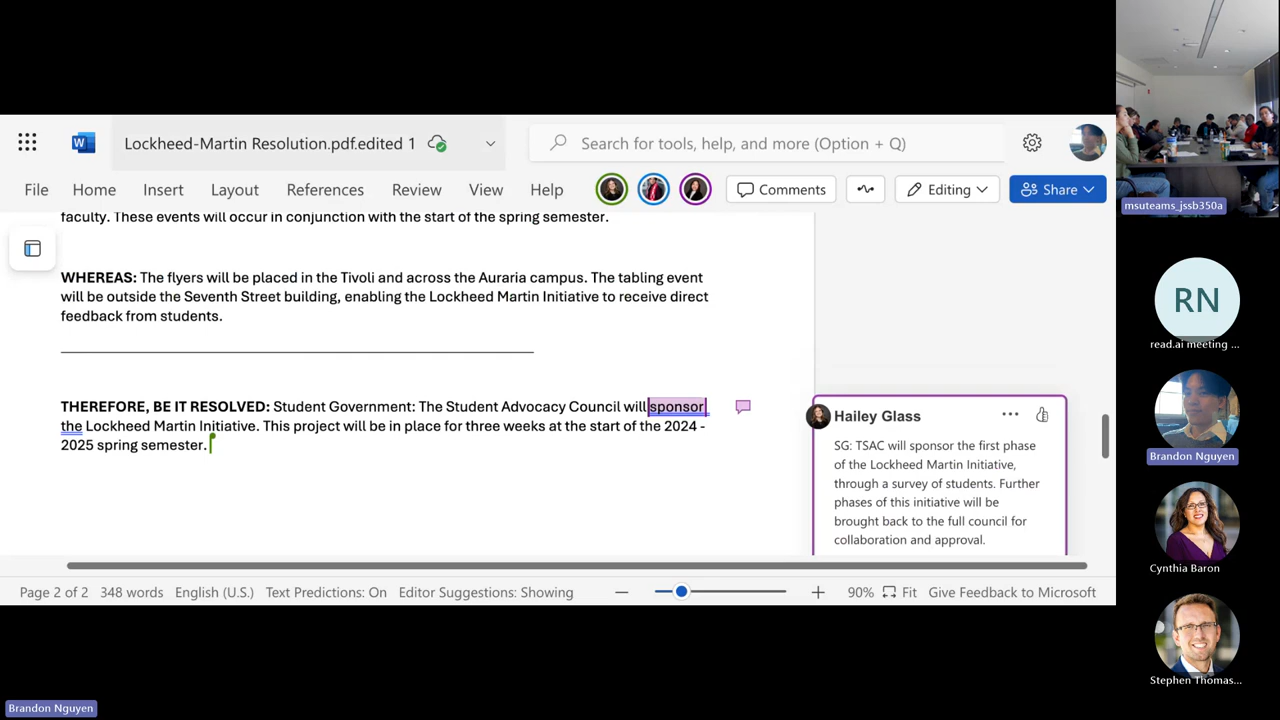 W
Lockheed-Martin Resolution.pdf.edited 1
Search for tools, help, and more (Option + Q)
File Home Insert Layout References Review View Help Comments Editing Share
faculty. These events will occur in conjunction with the start of the spring semester.
WHEREAS: The flyers will be placed in the Tivoli and across the Auraria campus. The tabling event
will be outside the Seventh Street building, enabling the Lockheed Martin Initiative to receive direct
feedback from students.
THEREFORE, BE IT RESOLVED: Student Government: The Student Advocacy Council will sponsor
the Lockheed Martin Initiative. This project will be in place for three weeks at the start of the 2024 -
2025 spring semester.
Hailey Glass
SG: TSAC will sponsor the first phase
of the Lockheed Martin Initiative,
through a survey of students. Further
phases of this initiative will be
brought back to the full council for
collaboration and approval.
Page 2 of 2 348 words English (U.S.) Text Predictions: On Editor Suggestions: Showing 90% Fit Give Feedback to Microsoft
msuteams_jssb350a
RN
read.ai meeting ...
Brandon Nguyen
Cynthia Baron
Stephen Thomas...
Brandon Nguyen